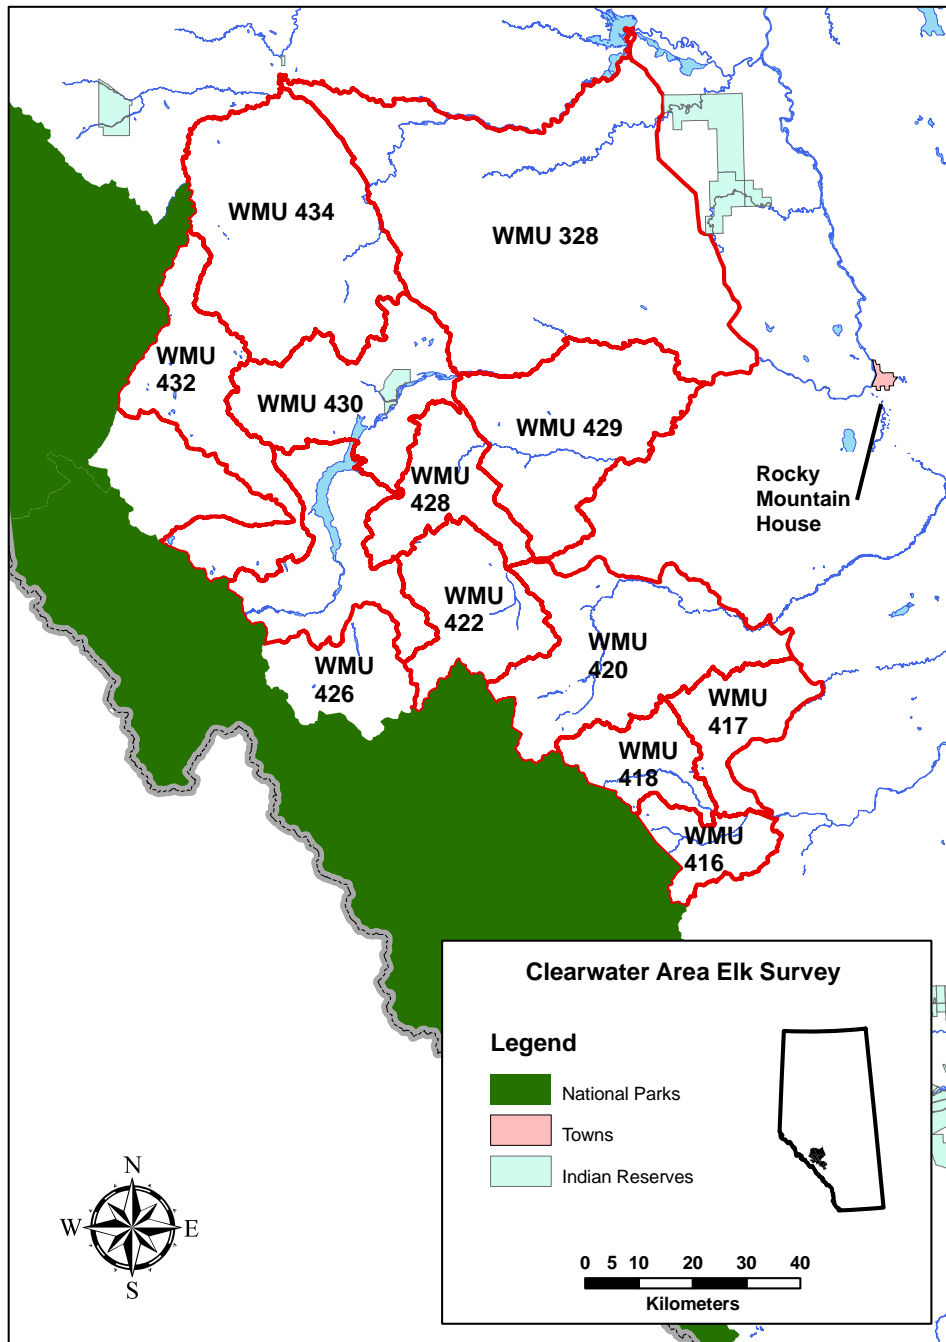 WMU 434
WMU 328
WMU
432
WMU 430
WMU 429
WMU
428
Rocky
Mountain
House
WMU
422
WMU
420
WMU
426
WMU
417
WMU
418
WMU
416
Clearwater Area Elk Survey
Legend
National Parks
Towns
Indian Reserves
N
W E
S
0 5 10 20 30 40
Kilometers